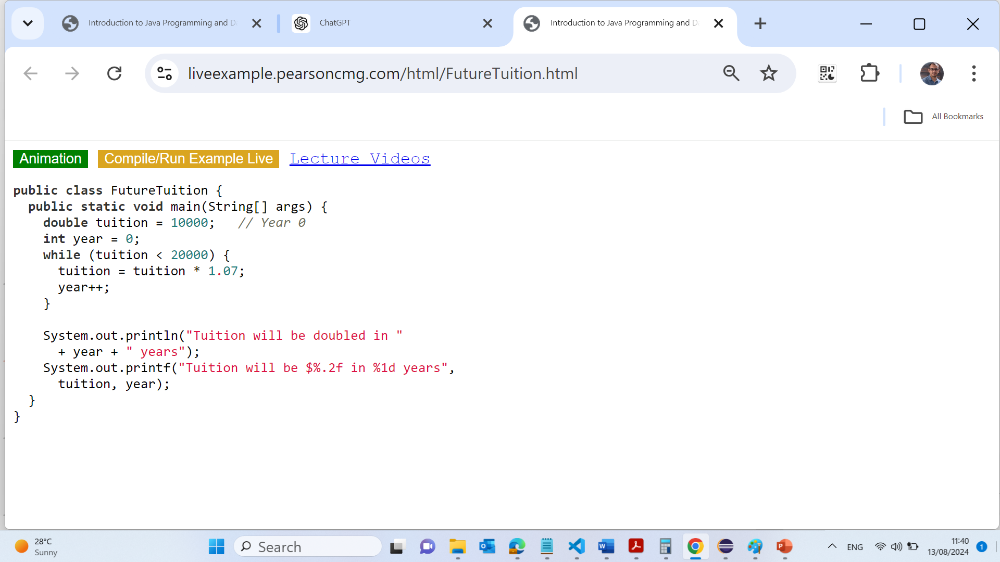 Introduction to Java Programming and D
ChatGPT
Introduction to Java Programming and D
liveexample.pearsoncmg.com/html/FutureTuition.html
All Bookmarks
Animation Compile/Run Example Live Lecture Videos
public class FutureTuition {
  public static void main(String[] args) {
    double tuition = 10000;   // Year 0
    int year = 0;
    while (tuition < 20000) {
      tuition = tuition * 1.07;
      year++;
    }
    System.out.println("Tuition will be doubled in "
      + year + " years");
    System.out.printf("Tuition will be $%.2f in %1d years",
      tuition, year);
  }
}
28°C
Sunny
Search
ENG
11:40
13/08/2024
1